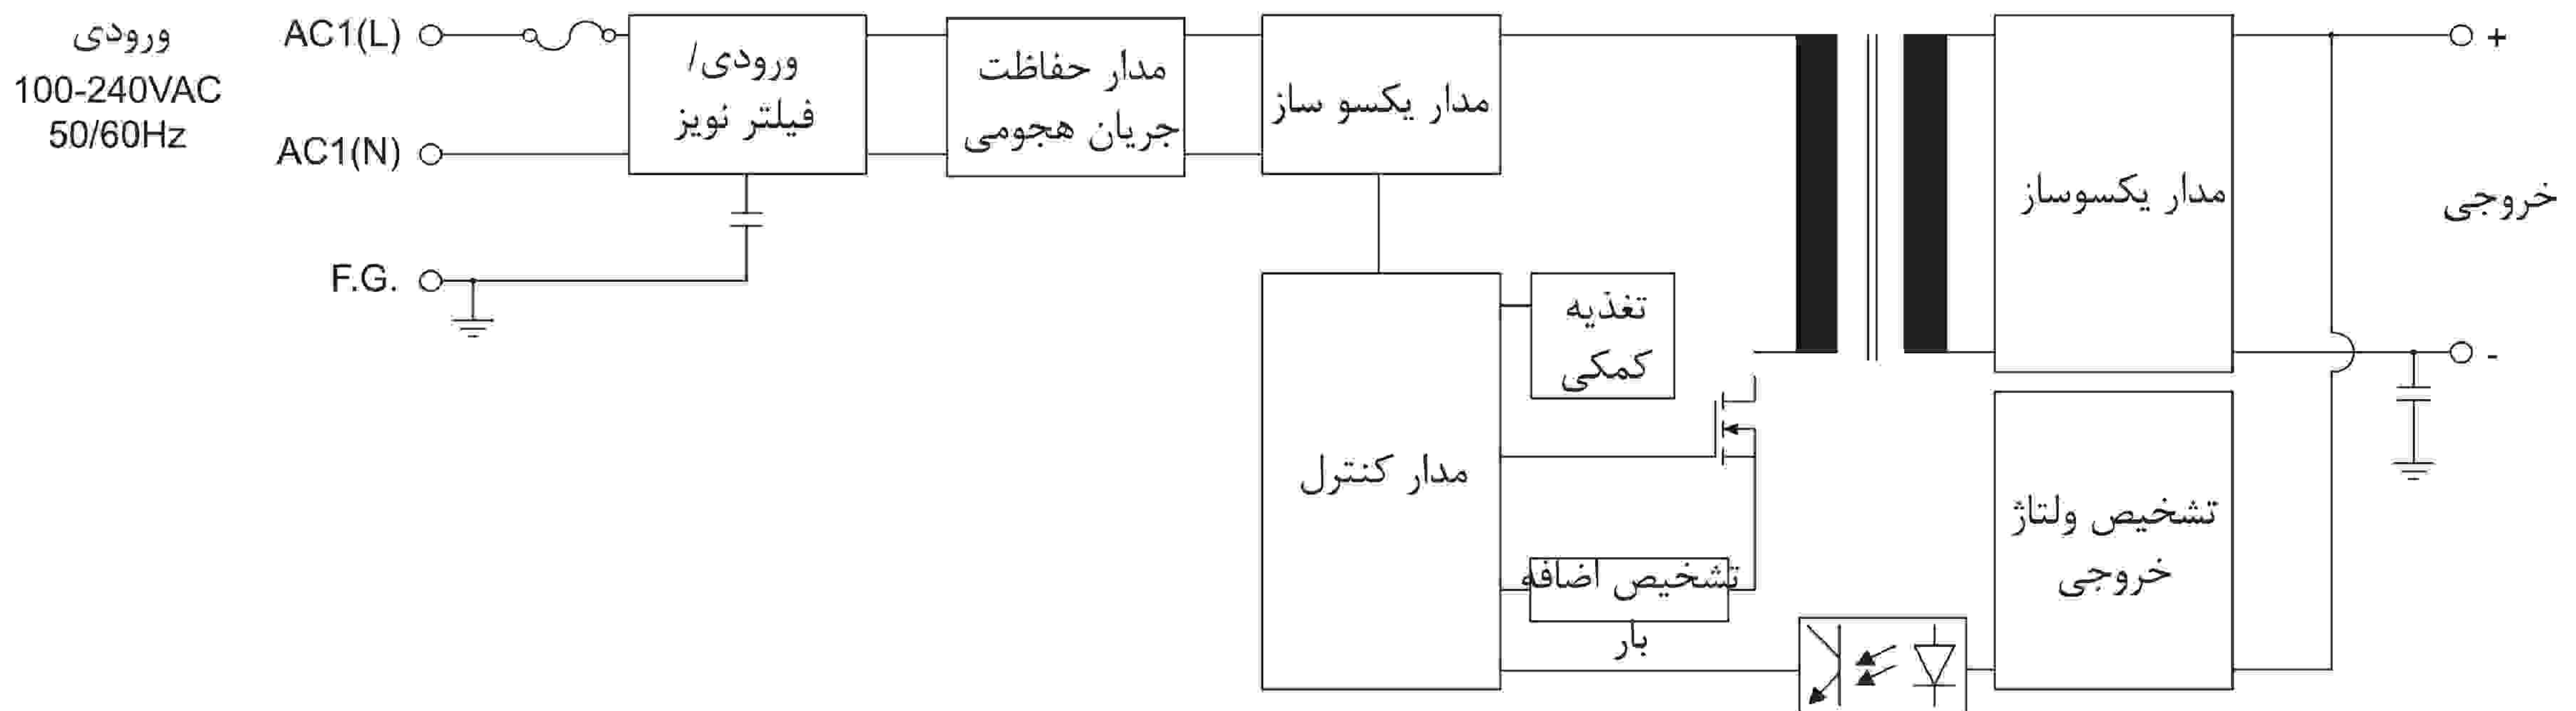 ورودی
100-240VAC
50/60Hz
AC1(L)
AC1(N)
F.G.
ورودی/
فیلتر نویز
مدار حفاظت
جریان هجومی
مدار یکسو ساز
مدار یکسوساز
+
خروجی
-
تغذیه
کمکی
مدار کنترل
تشخیص اضافه
بار
تشخیص ولتاژ
خروجی